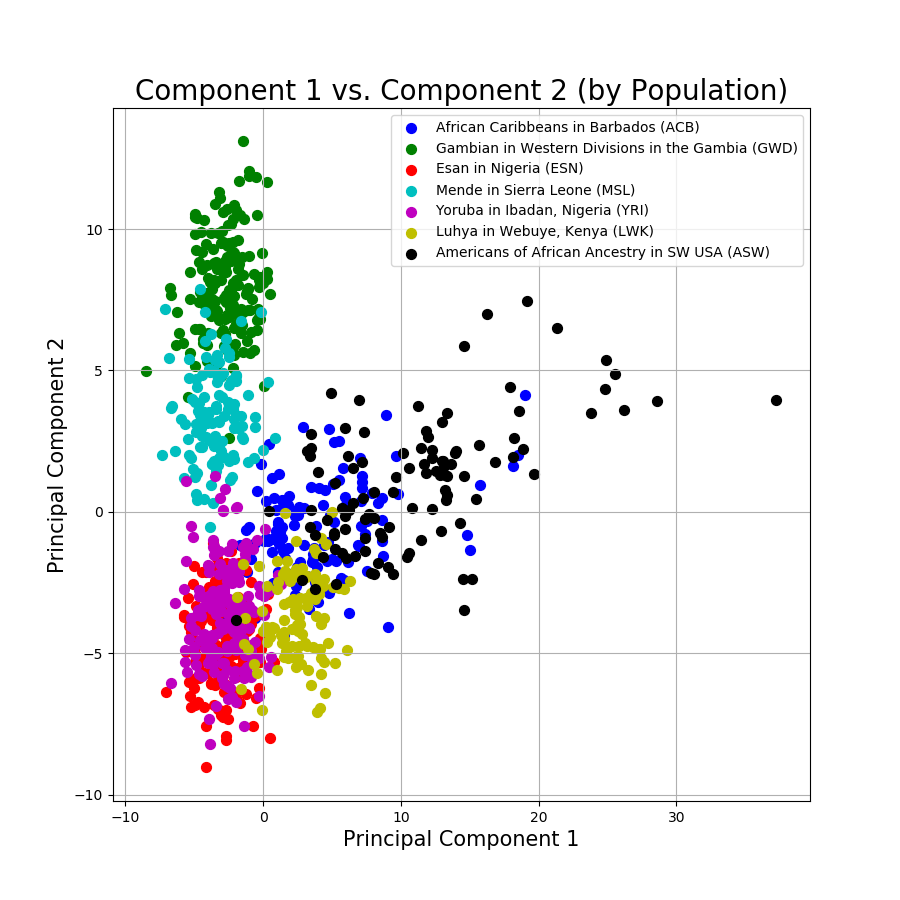 Component 1 vs. Component 2 (by Population)
African Caribbeans in Barbados (ACB)
Gambian in Western Divisions in the Gambia (GWD)
Esan in Nigeria (ESN)
Mende in Sierra Leone (MSL)
Yoruba in Ibadan, Nigeria (YRI)
Luhya in Webuye, Kenya (LWK)
Americans of African Ancestry in SW USA (ASW)
10
5
0
−5
−10
Principal Component 2
−10 0 10 20 30
Principal Component 1